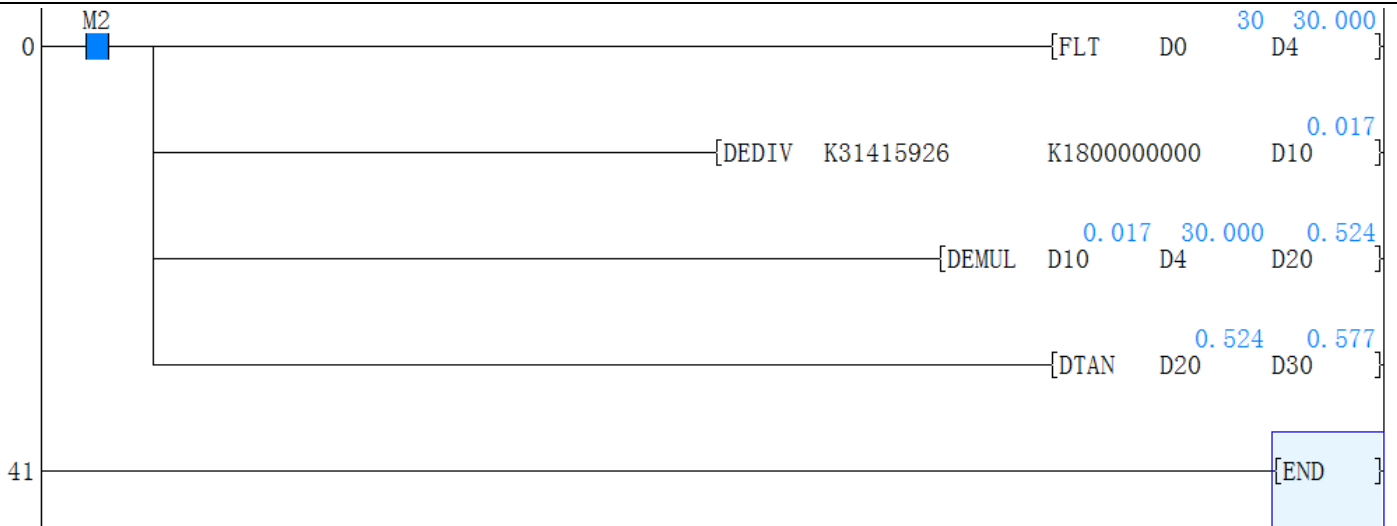 M2
30 30.000
0 [FLT D0 D4 ]
0.017
[DEDIV K31415926 K1800000000 D10 ]
0.017 30.000 0.524
[DEMUL D10 D4 D20 ]
0.524 0.577
[DTAN D20 D30 ]
41 [END ]